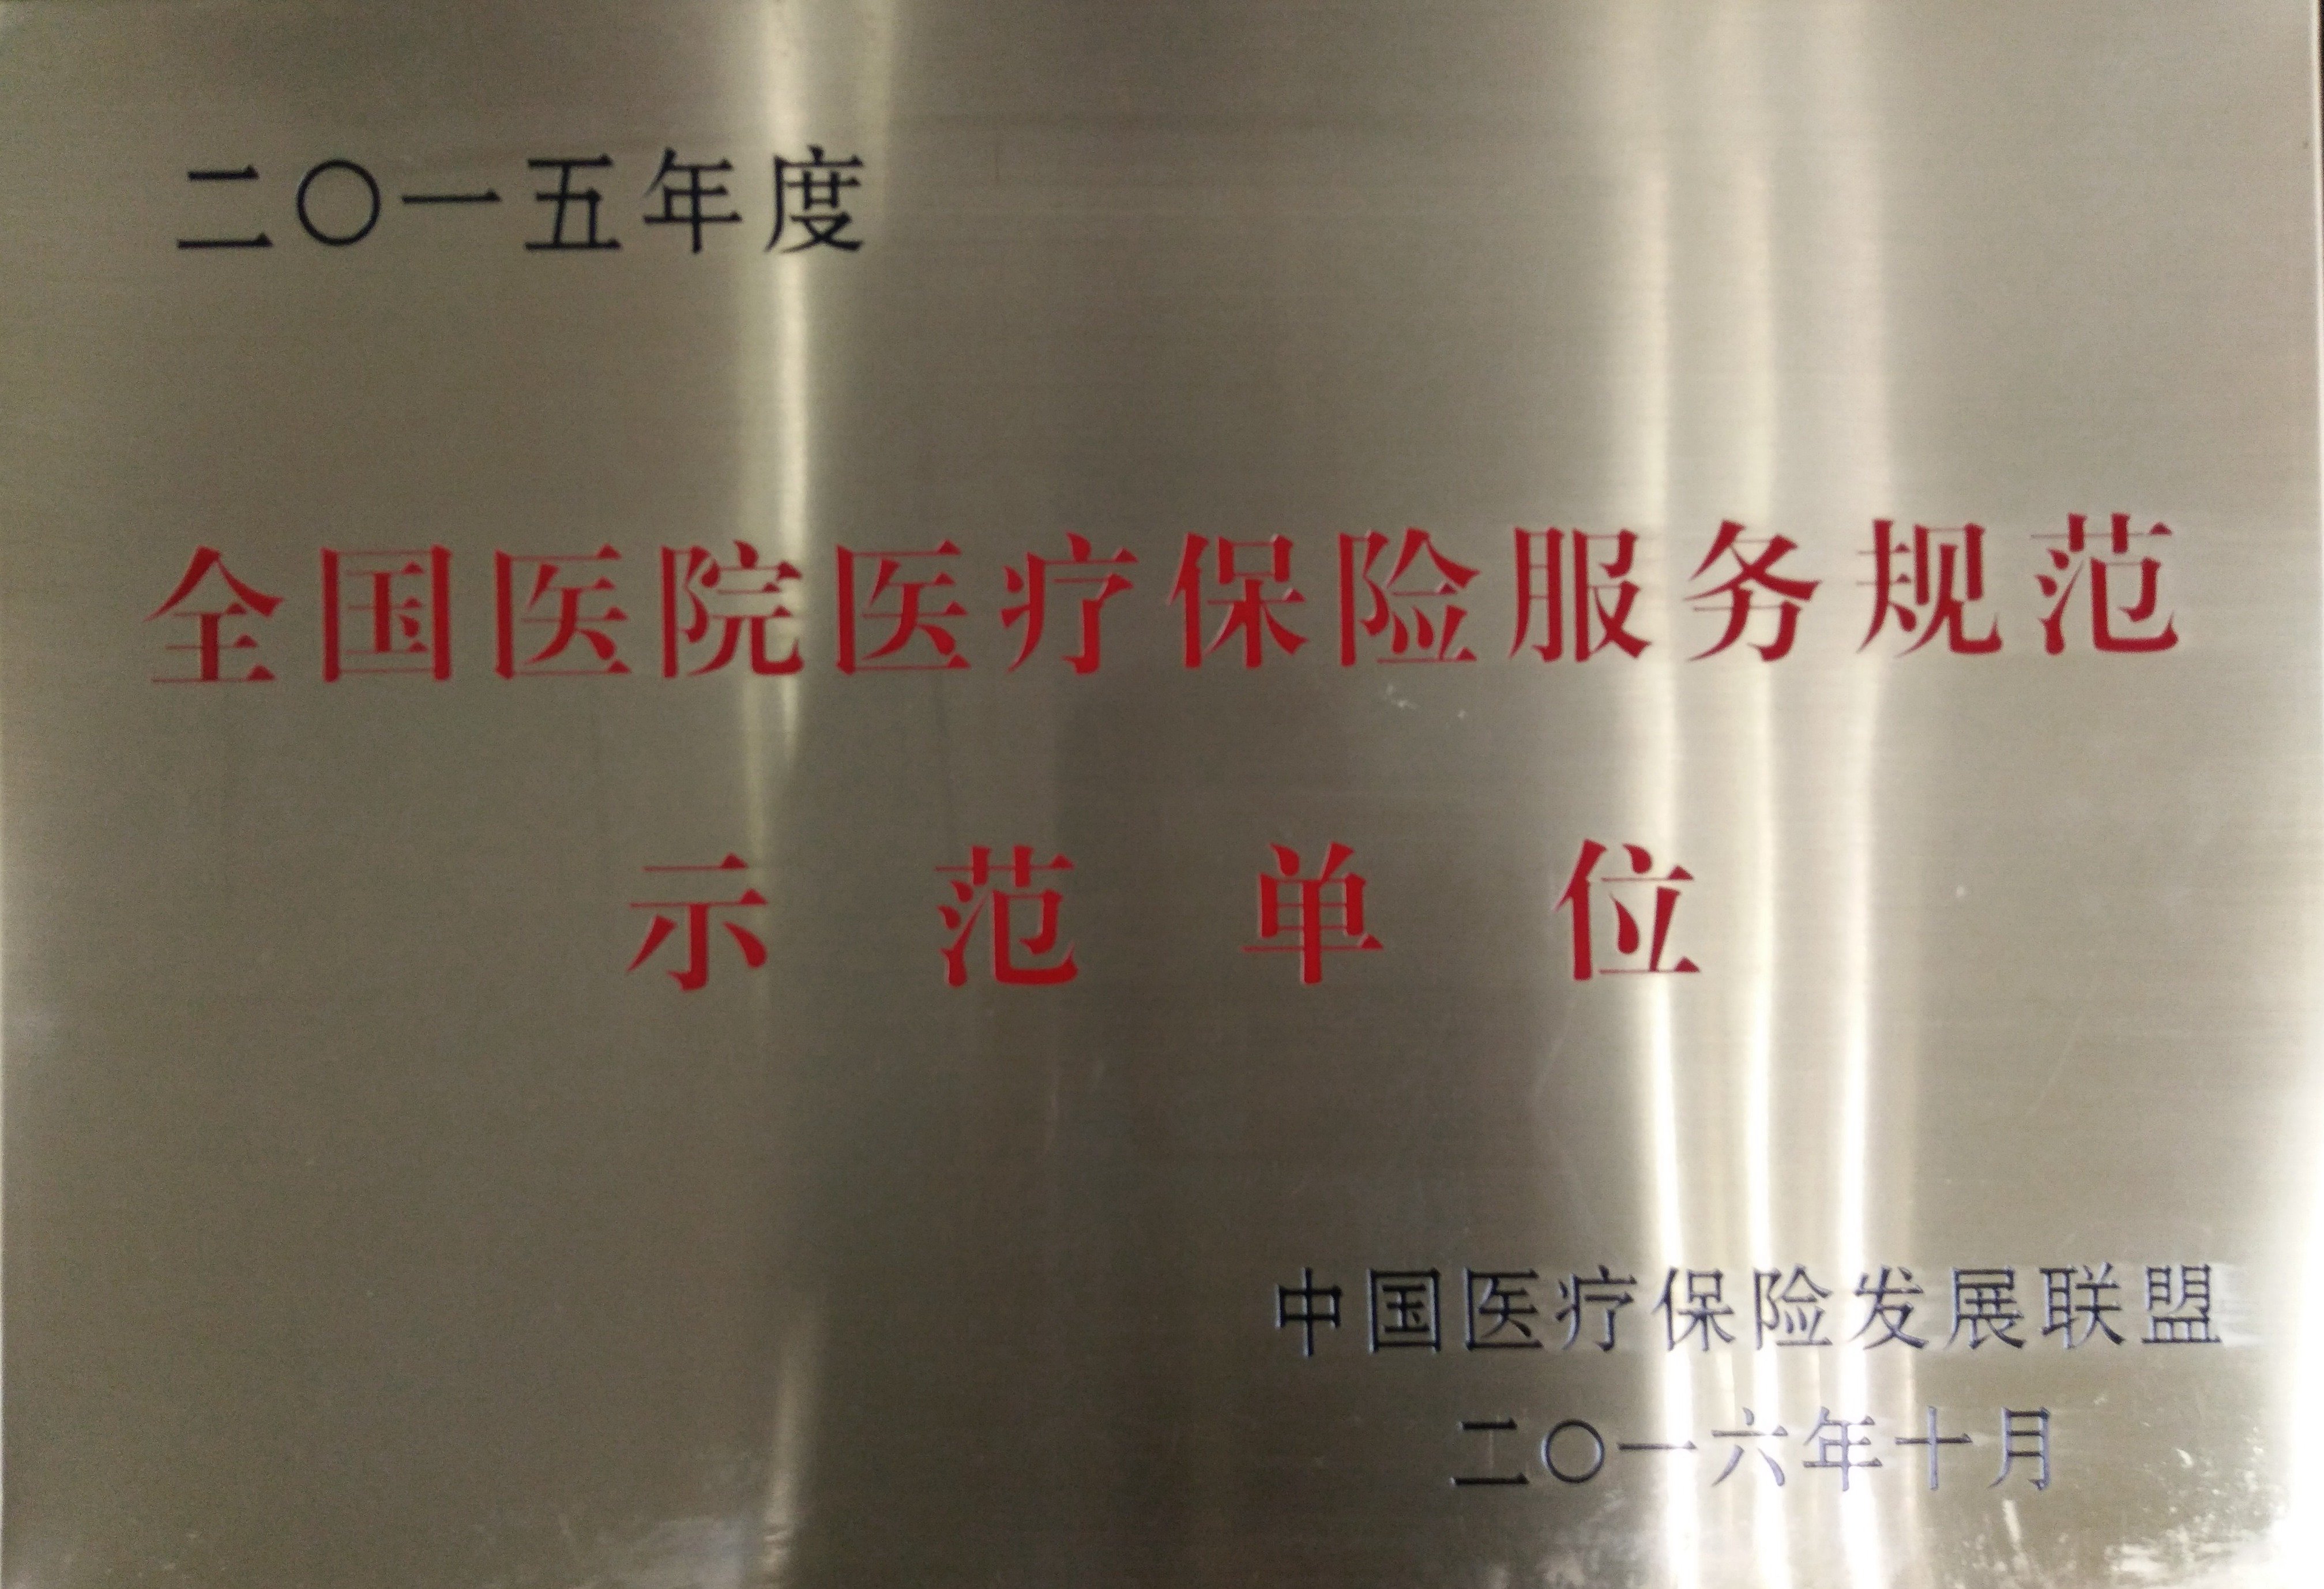 二〇一五年度
全国医院医疗保险服务规范
示范单位
中国医疗保险发展联盟
二〇一六年十月